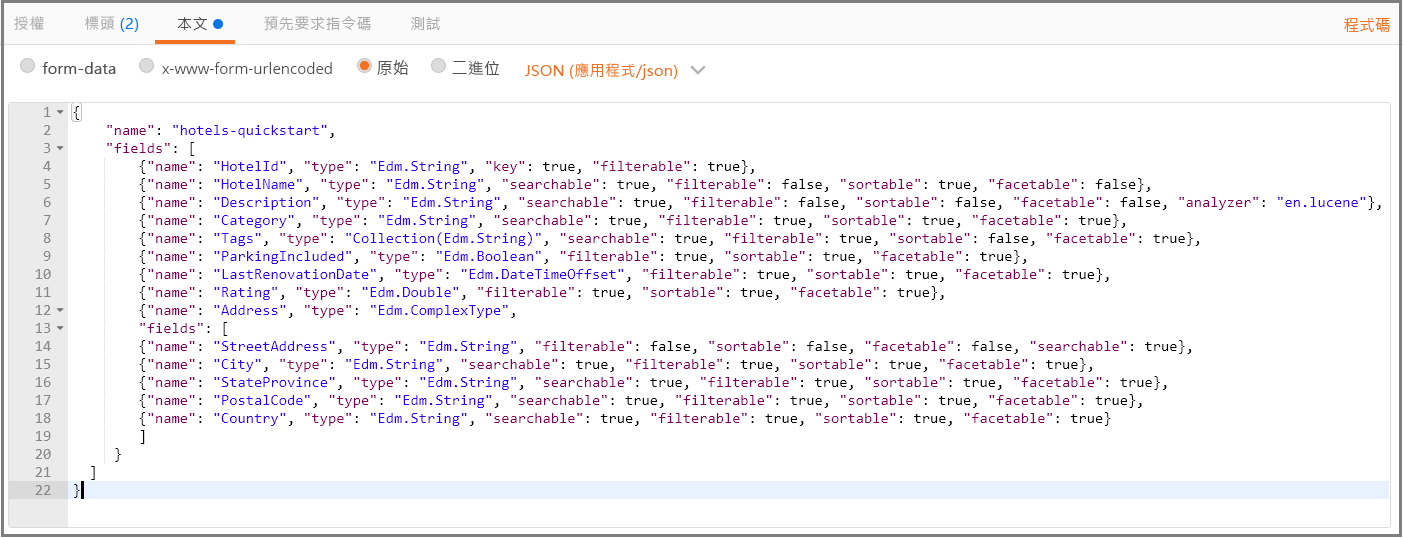 授權 標頭 (2) 本文 預先要求指令碼 測試 程式碼
form-data x-www-form-urlencoded 原始 二進位 JSON (應用程式/json)
1 {
2 "name": "hotels-quickstart",
3 "fields": [
4 {"name": "HotelId", "type": "Edm.String", "key": true, "filterable": true},
5 {"name": "HotelName", "type": "Edm.String", "searchable": true, "filterable": false, "sortable": true, "facetable": false},
6 {"name": "Description", "type": "Edm.String", "searchable": true, "filterable": false, "sortable": false, "facetable": false, "analyzer": "en.lucene"},
7 {"name": "Category", "type": "Edm.String", "searchable": true, "filterable": true, "sortable": true, "facetable": true},
8 {"name": "Tags", "type": "Collection(Edm.String)", "searchable": true, "filterable": true, "sortable": false, "facetable": true},
9 {"name": "ParkingIncluded", "type": "Edm.Boolean", "filterable": true, "sortable": true, "facetable": true},
10 {"name": "LastRenovationDate", "type": "Edm.DateTimeOffset", "filterable": true, "sortable": true, "facetable": true},
11 {"name": "Rating", "type": "Edm.Double", "filterable": true, "sortable": true, "facetable": true},
12 {"name": "Address", "type": "Edm.ComplexType",
13 "fields": [
14 {"name": "StreetAddress", "type": "Edm.String", "filterable": false, "sortable": false, "facetable": false, "searchable": true},
15 {"name": "City", "type": "Edm.String", "searchable": true, "filterable": true, "sortable": true, "facetable": true},
16 {"name": "StateProvince", "type": "Edm.String", "searchable": true, "filterable": true, "sortable": true, "facetable": true},
17 {"name": "PostalCode", "type": "Edm.String", "searchable": true, "filterable": true, "sortable": true, "facetable": true},
18 {"name": "Country", "type": "Edm.String", "searchable": true, "filterable": true, "sortable": true, "facetable": true}
19 ]
20 }
21 ]
22 }